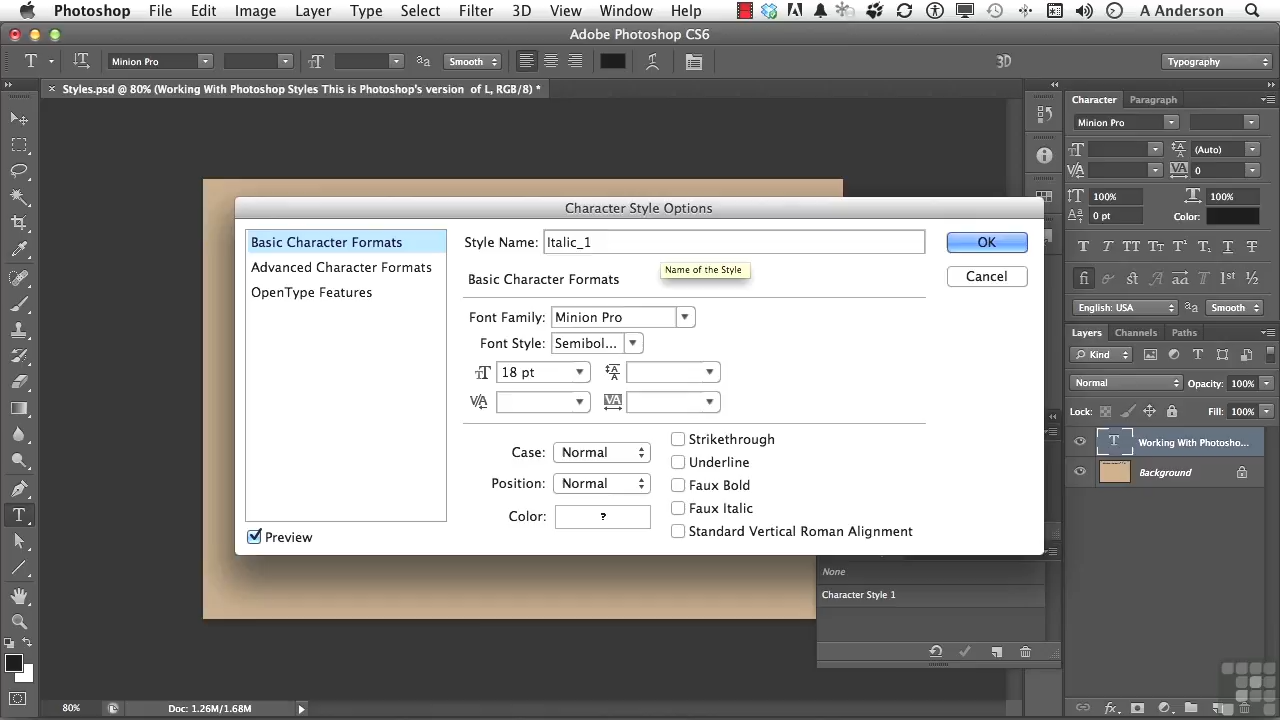 Photoshop File Edit Image Layer Type Select Filter 3D View Window Help A Anderson
Adobe Photoshop CS6
T Minion Pro Smooth 3D Typography
× Styles.psd @ 80% (Working With Photoshop Styles This is Photoshop's version of L, RGB/8) *
Character Paragraph
Minion Pro
(Auto)
0
100% 100%
0 pt Color:
English: USA Smooth
Layers Channels Paths
Kind
Normal Opacity: 100%
Lock: Fill: 100%
Working With Photosho...
Background
Character Style Options
Basic Character Formats
Advanced Character Formats
OpenType Features
Preview
Style Name: Italic_1
Name of the Style
Basic Character Formats
Font Family: Minion Pro
Font Style: Semibol...
18 pt
Case: Normal
Position: Normal
Color: ?
Strikethrough
Underline
Faux Bold
Faux Italic
Standard Vertical Roman Alignment
OK
Cancel
None
Character Style 1
80% Doc: 1.26M/1.68M